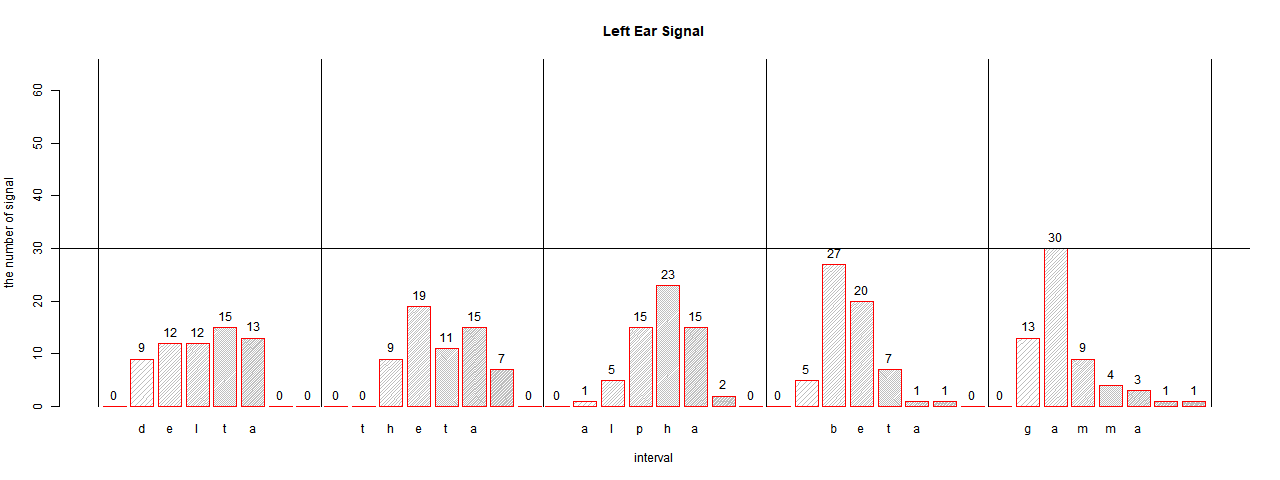 Left Ear Signal
the number of signal
60
50
40
30
20
10
0
0 9 12 12 15 13 0 0
0 0 9 19 11 15 7 0
0 1 5 15 23 15 2 0
0 5 27 20 7 1 1 0
0 13 30 9 4 3 1 1
d e l t a t h e t a a l p h a b e t a g a m m a
interval